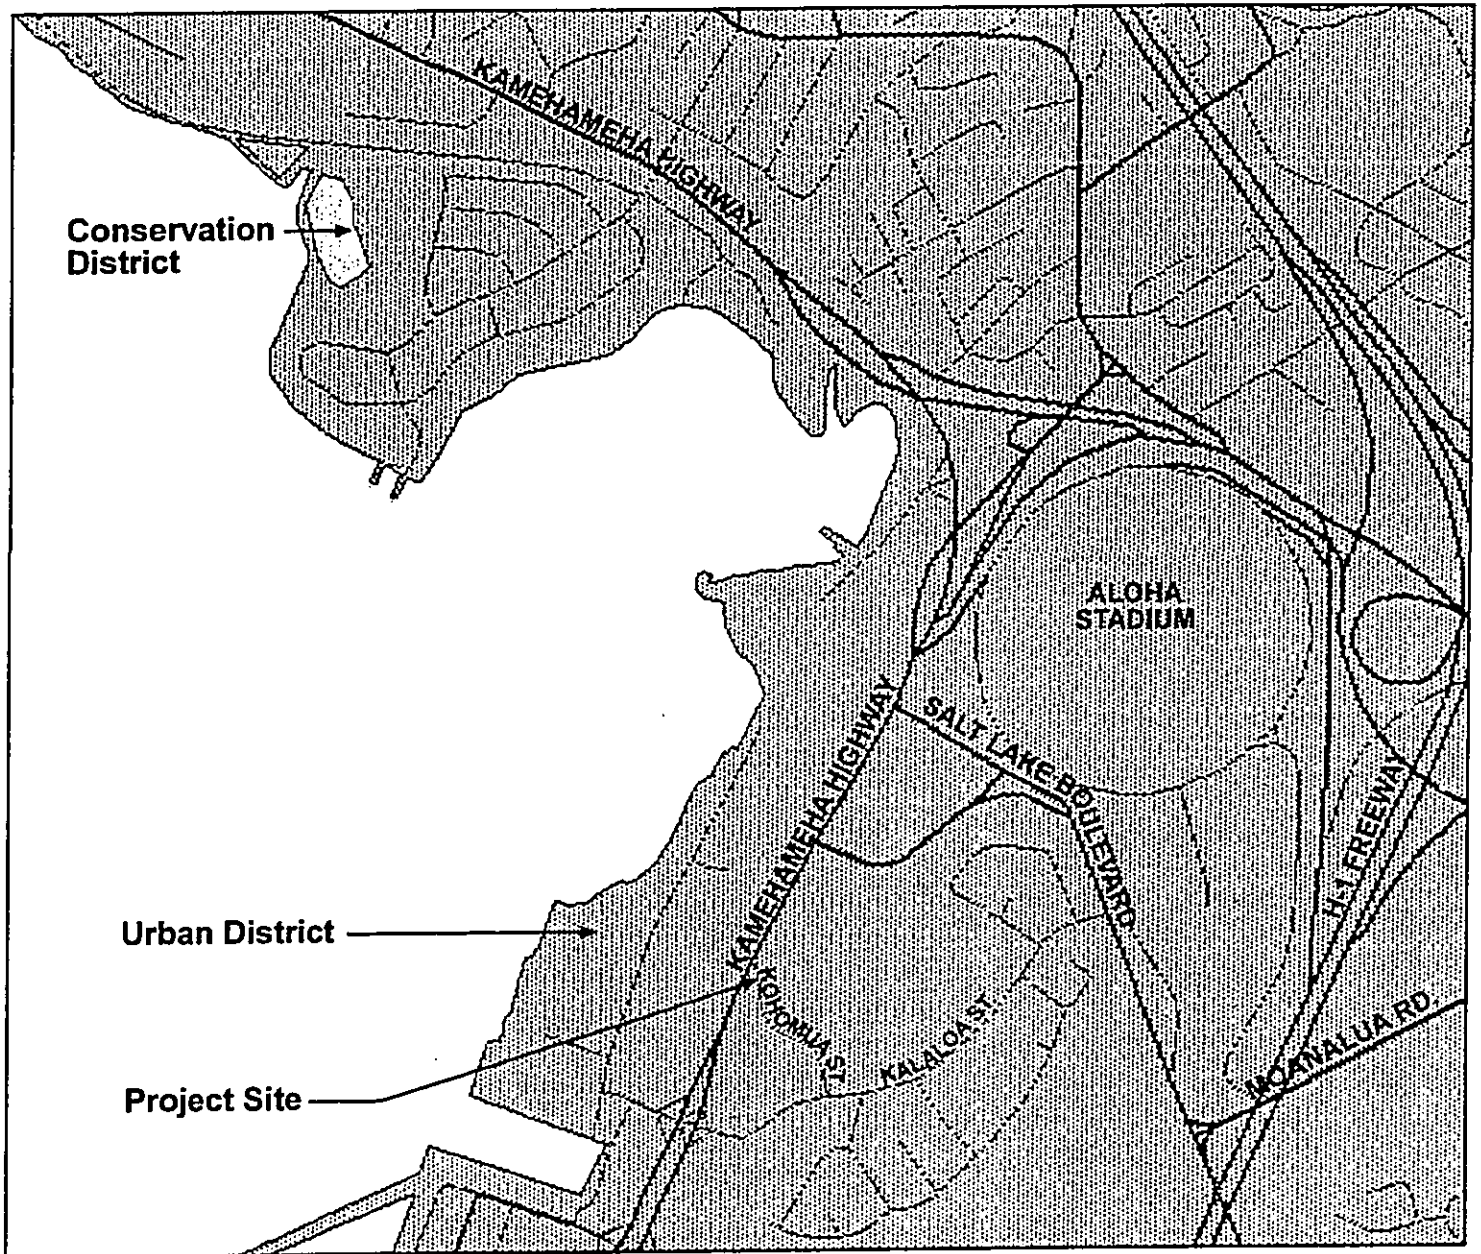 KAMEHAMEHA HIGHWAY
Conservation
District
ALOHA
STADIUM
KAMEHAMEHA HIGHWAY
SALT LAKE BOULEVARD
H-1 FREEWAY
Urban District
KOHOMUA ST.
KALALOA ST.
MOANALUA RD.
Project Site